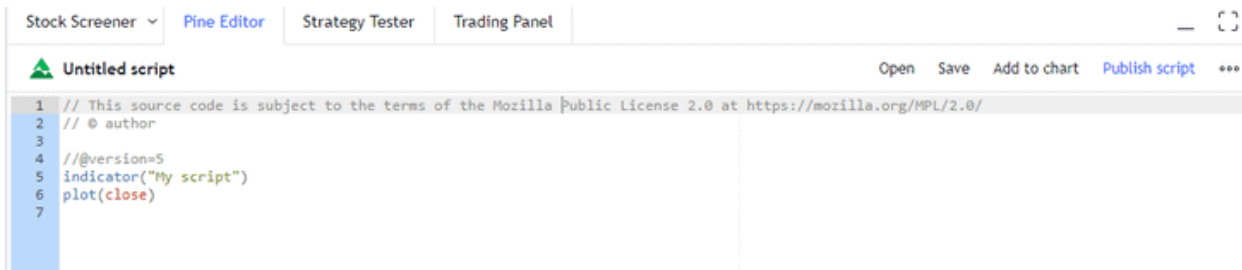 Stock Screener Pine Editor Strategy Tester Trading Panel
Untitled script Open Save Add to chart Publish script
1 // This source code is subject to the terms of the Mozilla Public License 2.0 at https://mozilla.org/MPL/2.0/
2 // © author
3
4 //@version=5
5 indicator("My script")
6 plot(close)
7